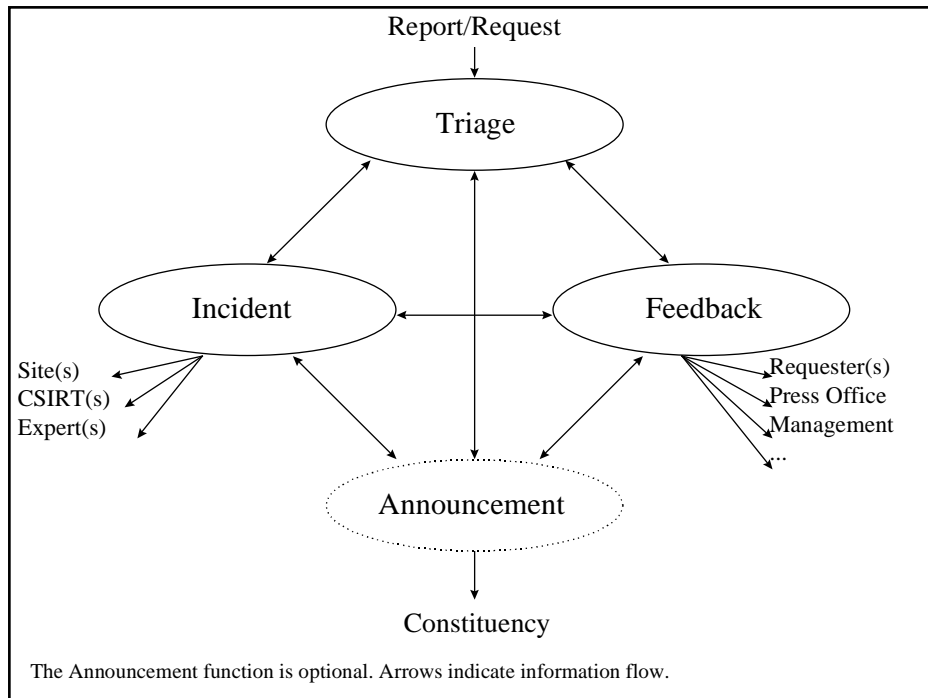 Report/Request
Triage
Incident
Feedback
Site(s)
CSIRT(s)
Expert(s)
Requester(s)
Press Office
Management
...
Announcement
Constituency
The Announcement function is optional. Arrows indicate information flow.